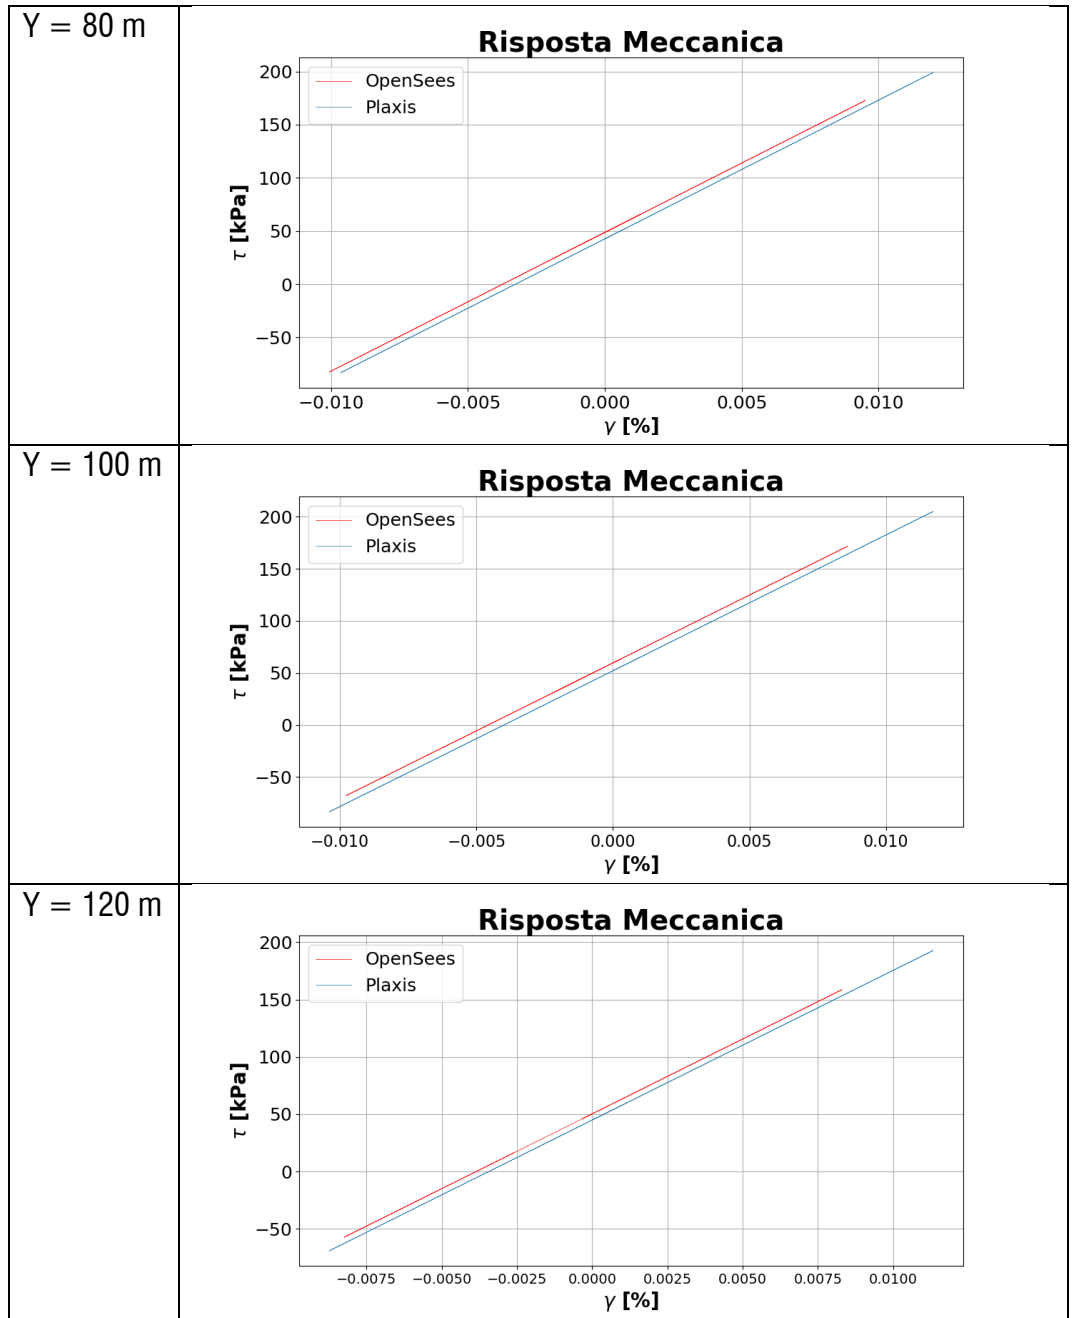 Y = 80 m
Risposta Meccanica
OpenSees
Plaxis
200
150
100
50
0
−50
τ [kPa]
−0.010 −0.005 0.000 0.005 0.010
γ [%]
Y = 100 m
Risposta Meccanica
OpenSees
Plaxis
200
150
100
50
0
−50
τ [kPa]
−0.010 −0.005 0.000 0.005 0.010
γ [%]
Y = 120 m
Risposta Meccanica
OpenSees
Plaxis
200
150
100
50
0
−50
τ [kPa]
−0.0075 −0.0050 −0.0025 0.0000 0.0025 0.0050 0.0075 0.0100
γ [%]